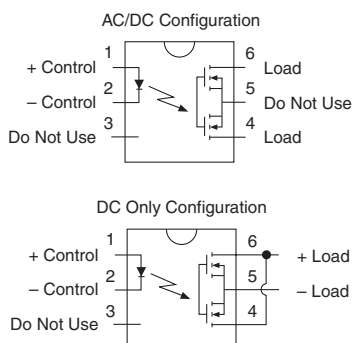 AC/DC Configuration
1 6
+ Control Load
2 5
– Control Do Not Use
3 4
Do Not Use Load
DC Only Configuration
1 6
+ Control + Load
2 5
– Control – Load
3 4
Do Not Use